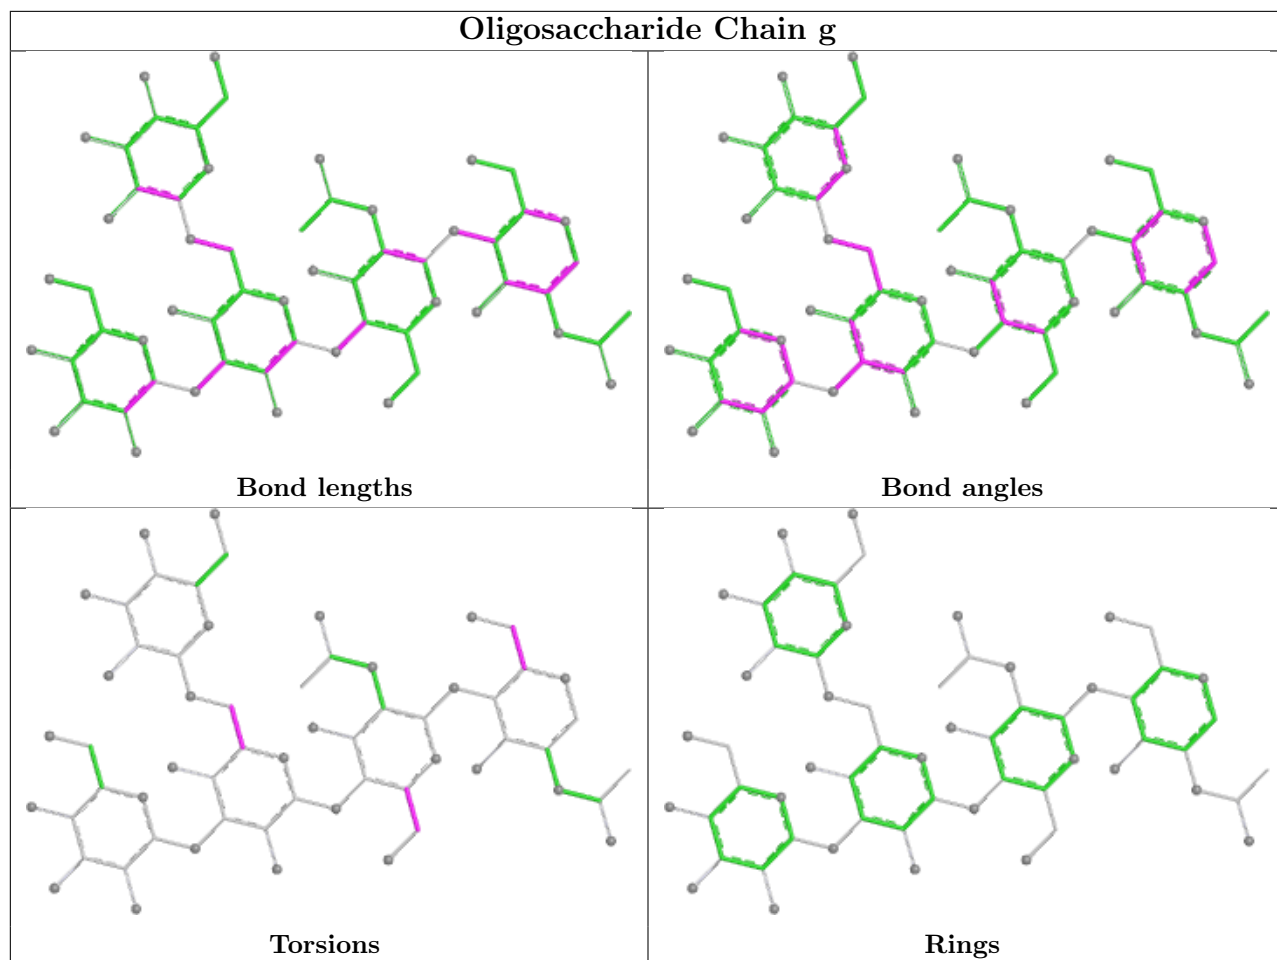 Oligosaccharide Chain g
Bond lengths
Bond angles
Torsions
Rings